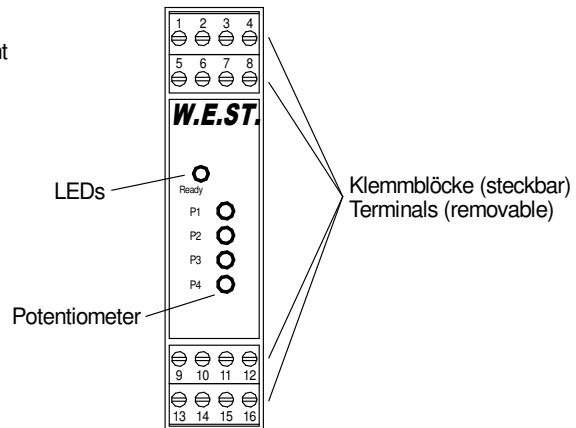 1 2 3 4
nt
5 6 7 8
W.E.ST.
LEDs
Ready
Klemmblöcke (steckbar)
Terminals (removable)
P1
P2
P3
P4
Potentiometer
9 10 11 12
13 14 15 16